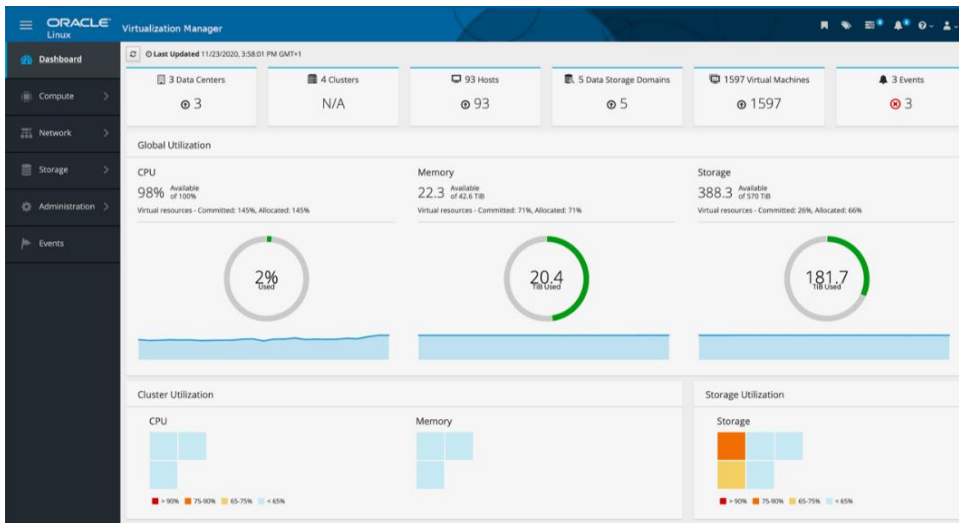 ORACLE
Linux
Virtualization Manager
Dashboard
Compute
Network
Storage
Administration
Events
Last Updated 11/23/2020, 3:58:01 PM GMT+1
3 Data Centers
3
4 Clusters
N/A
93 Hosts
93
5 Data Storage Domains
5
1597 Virtual Machines
1597
3 Events
3
Global Utilization
CPU
98% Available of 100%
Virtual resources - Committed: 145%, Allocated: 145%
2%
Used
Memory
22.3 Available of 42.6 TiB
Virtual resources - Committed: 71%, Allocated: 71%
20.4
TiB Used
Storage
388.3 Available of 570 TiB
Virtual resources - Committed: 26%, Allocated: 66%
181.7
TiB Used
Cluster Utilization
CPU
> 90% 75-90% 65-75% < 65%
Memory
Storage Utilization
Storage
> 90% 75-90% 65-75% < 65%